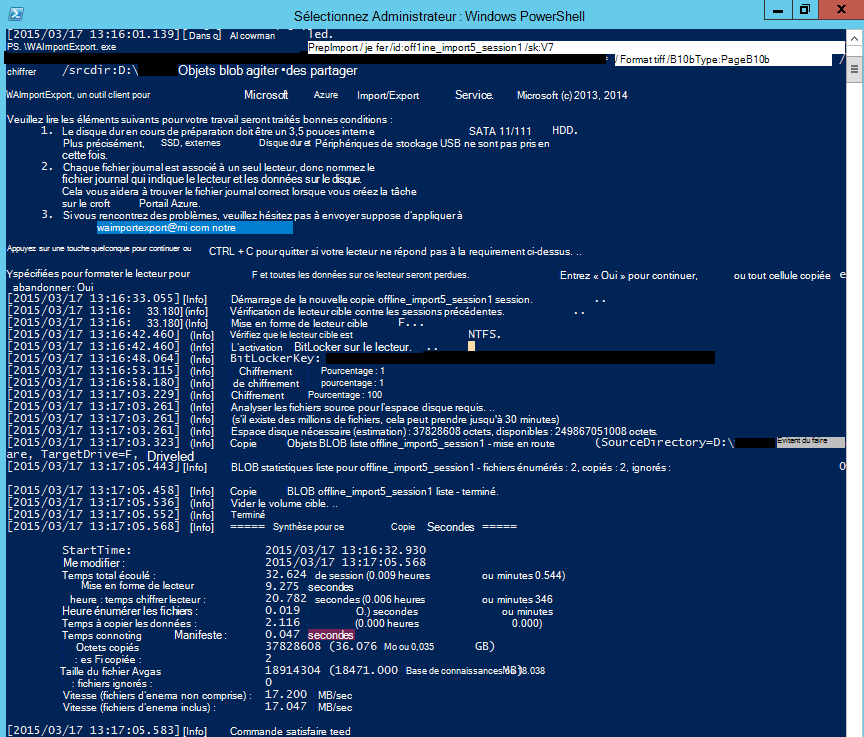 Sélectionnez Administrateur : Windows PowerShell
[2015/03/17 13:16:01.139] [Dans c] Al cowman led.
PS. \WAImportExport. exe PrepImport / je fer /id:off1ine_import5_session1 /sk:V7
/ Format tiff /B10bType:PageB10b /
chiffrer /srcdir:D:\ Objets blob agiter •des partager
WAImportExport, un outil client pour Microsoft Azure Import/Export Service. Microsoft (c) 2013, 2014
Veuillez lire les éléments suivants pour votre travail seront traités bonnes conditions :
1. Le disque dur en cours de préparation doit être un 3,5 pouces interne SATA 11/111 HDD.
Plus précisément, SSD, externes Disque dur et Périphériques de stockage USB ne sont pas pris en
cette fois.
2. Chaque fichier journal est associé à un seul lecteur, donc nommez le
fichier journal qui indique le lecteur et les données sur le disque.
Cela vous aidera à trouver le fichier journal correct lorsque vous créez la tâche
sur le croft Portail Azure.
3. Si vous rencontrez des problèmes, veuillez hésitez pas à envoyer suppose d'appliquer à
waimportexport@mi com notre
Appuyez sur une touche quelconque pour continuer ou CTRL + C pour quitter si votre lecteur ne répond pas à la requirement ci-dessus. ..
Yspécifiées pour formater le lecteur pour F et toutes les données sur ce lecteur seront perdues. Entrez « Oui » pour continuer, ou tout cellule copiée e
abandonner : Oui
[2015/03/17 13:16:33.055] [Info] Démarrage de la nouvelle copie offline_import5_session1 session. ..
[2015/03/17 13:16: 33.180] (info) Vérification de lecteur cible contre les sessions précédentes. ..
[2015/03/17 13:16: 33.180] (Info) Mise en forme de lecteur cible F...
[2015/03/17 13:16:42.460] (Info) Vérifiez que le lecteur cible est NTFS.
[2015/03/17 13:16:42.460] [Info] L'activation BitLocker sur le lecteur. ..
[2015/03/17 13:16:48.064] [Info] BitLockerKey:
[2015/03/17 13:16:53.115] [Info] Chiffrement Pourcentage : 1
[2015/03/17 13:16:58.180] (Info) de chiffrement pourcentage : 1
[2015/03/17 13:17:03.229] (Info) Chiffrement Pourcentage : 100
[2015/03/17 13:17:03.261] (Info) Analyser les fichiers source pour l'espace disque requis. ..
[2015/03/17 13:17:03.261] (Info) (s'il existe des millions de fichiers, cela peut prendre jusqu'à 30 minutes)
[2015/03/17 13:17:03.261] (Info) Espace disque nécessaire (estimation) : 37828608 octets, disponibles : 249867051008 octets.
[2015/03/17 13:17:03.323] (Info) Copie Objets BLOB liste offline_import5_session1 - mise en route (SourceDirectory=D:\ Evitent du faire
are, TargetDrive=F, Driveled
[2015/03/17 13:17:05.443] [Info] BLOB statistiques liste pour offline_import5_session1 - fichiers énumérés : 2, copiés : 2, ignorés : 0
[2015/03/17 13:17:05.458] [Info] Copie BLOB offline_import5_session1 liste - terminé.
[2015/03/17 13:17:05.536] (Info) Vider le volume cible. ..
[2015/03/17 13:17:05.552] (Info) Terminé
[2015/03/17 13:17:05.568] [Info] ===== Synthèse pour ce Copie Secondes =====
StartTime: 2015/03/17 13:16:32.930
Me modifier : 2015/03/17 13:17:05.568
Temps total écoulé : 32.624 de session (0.009 heures ou minutes 0.544)
Mise en forme de lecteur 9.275 secondes
heure : temps chiffrer lecteur : 20.782 secondes (0.006 heures ou minutes 346
Heure énumérer les fichiers : 0.019 O.) secondes ou minutes
Temps à copier les données : 2.116 (0.000 heures 0.000)
Temps connoting Manifeste : 0.047 secondes
Octets copiés 37828608 (36.076 Mo ou 0,035 GB)
: es Fi copiée : 2
Taille du fichier Avgas 18914304 (18471.000 Base de connaissances 18.038
: fichiers ignorés : 0
Vitesse (fichiers d'enema non comprise) : 17.200 MB/sec
Vitesse (fichiers d'enema inclus) : 17.047 MB/sec
[2015/03/17 13:17:05.583] [Info] Commande satisfaire teed